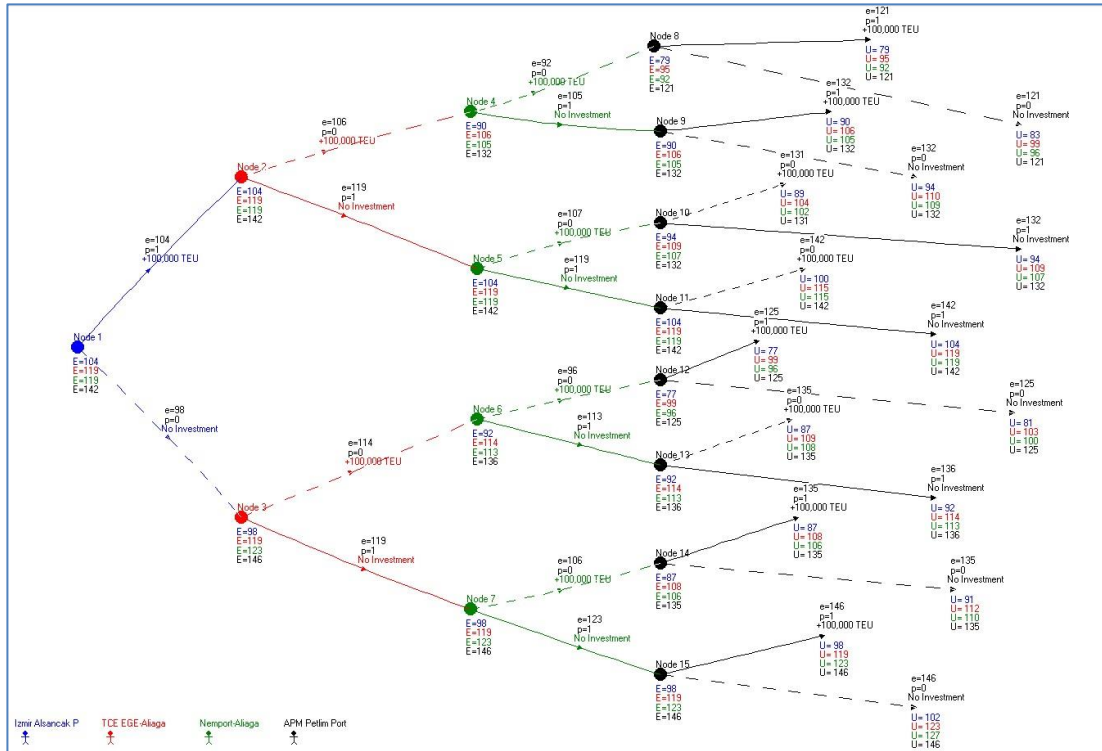 Node 1
E=104
E=119
E=119
E=142
e=104
p=1
+100,000 TEU
e=98
p=0
No Investment
Node 2
E=104
E=119
E=119
E=142
e=106
p=0
+100,000 TEU
e=119
p=1
No Investment
Node 3
E=98
E=119
E=123
E=146
e=114
p=0
+100,000 TEU
e=119
p=1
No Investment
Node 4
E=90
E=106
E=105
E=132
e=92
p=0
+100,000 TEU
e=105
p=1
No Investment
Node 5
E=104
E=119
E=119
E=142
e=107
p=0
+100,000 TEU
e=119
p=1
No Investment
Node 6
E=92
E=114
E=113
E=136
e=96
p=0
+100,000 TEU
e=113
p=1
No Investment
Node 7
E=98
E=119
E=123
E=146
e=106
p=0
+100,000 TEU
e=123
p=1
No Investment
Node 8
E=79
E=95
E=92
E=121
e=121
p=1
+100,000 TEU
U= 79
U= 95
U= 92
U= 121
e=121
p=0
No Investment
U= 83
U= 99
U= 96
U= 121
Node 9
E=90
E=106
E=105
E=132
e=132
p=1
+100,000 TEU
U= 90
U= 106
U= 105
U= 132
e=132
p=0
No Investment
U= 94
U= 110
U= 109
U= 132
Node 10
E=94
E=109
E=107
E=132
e=131
p=0
+100,000 TEU
U= 89
U= 104
U= 102
U= 131
e=132
p=1
No Investment
U= 94
U= 109
U= 107
U= 132
Node 11
E=104
E=119
E=119
E=142
e=142
p=0
+100,000 TEU
U= 100
U= 115
U= 115
U= 142
e=142
p=1
No Investment
U= 104
U= 119
U= 119
U= 142
Node 12
E=77
E=99
E=96
E=125
e=125
p=1
+100,000 TEU
U= 77
U= 99
U= 96
U= 125
e=125
p=0
No Investment
U= 81
U= 103
U= 100
U= 125
Node 13
E=92
E=114
E=113
E=136
e=135
p=0
+100,000 TEU
U= 87
U= 109
U= 108
U= 135
e=136
p=1
No Investment
U= 92
U= 114
U= 113
U= 136
Node 14
E=87
E=108
E=106
E=135
e=135
p=1
+100,000 TEU
U= 87
U= 108
U= 106
U= 135
e=135
p=0
No Investment
U= 91
U= 112
U= 110
U= 135
Node 15
E=98
E=119
E=123
E=146
e=146
p=1
+100,000 TEU
U= 98
U= 119
U= 123
U= 146
e=146
p=0
No Investment
U= 102
U= 123
U= 127
U= 146
Izmir Alsancak P
TCE EGE-Aliaga
Nemport-Aliaga
APM Petlim Port